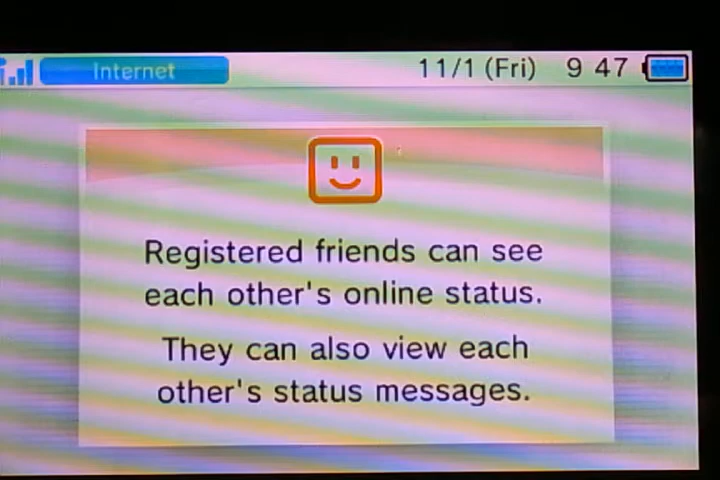 Internet 11/1 (Fri) 9 47
Registered friends can see
each other's online status.
They can also view each
other's status messages.